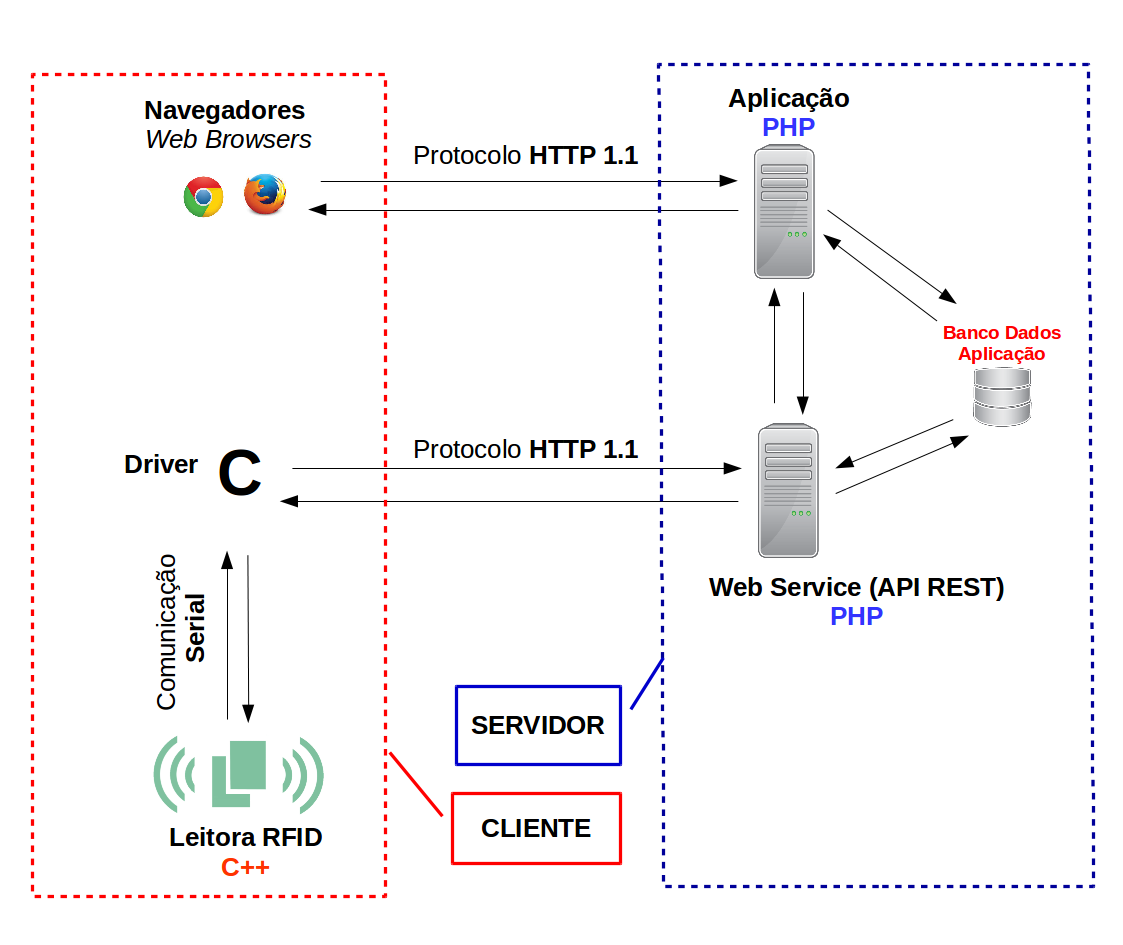 Navegadores
Web Browsers
Protocolo HTTP 1.1
Aplicação
PHP
Banco Dados
Aplicação
Driver C
Protocolo HTTP 1.1
Comunicação
Serial
Web Service (API REST)
PHP
SERVIDOR
CLIENTE
Leitora RFID
C++